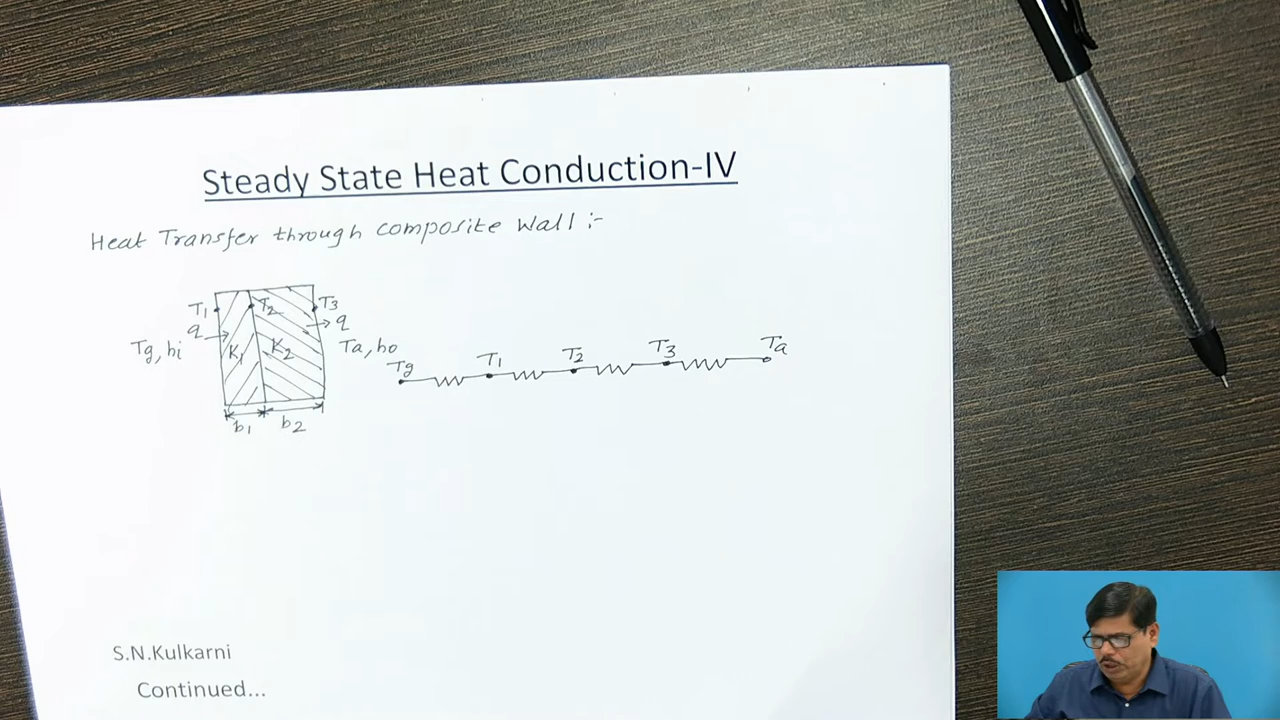 Steady State Heat Conduction-IV
Heat Transfer through composite Wall :-
T1 T2 T3
q q
Tg, hi K1 K2 Ta, ho
Tg T1 T2 T3 Ta
b1 b2
S.N.Kulkarni
Continued...